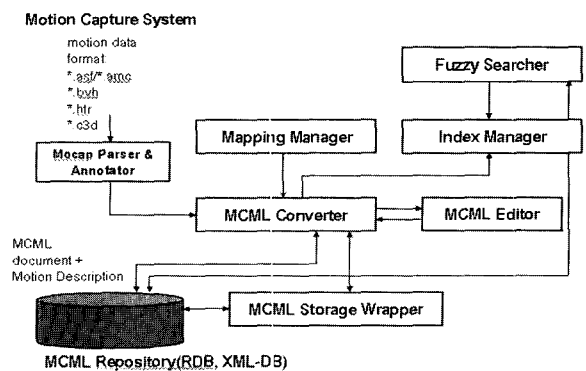 Motion Capture System
motion data
format
*.asf/*.amc
*.bvh
*.htr
*.c3d
Fuzzy Searcher
Mapping Manager
Index Manager
Mocap Parser &
Annotator
MCML Converter
MCML Editor
MCML
document +
Motion Description
MCML Storage Wrapper
MCML Repository(RDB, XML-DB)